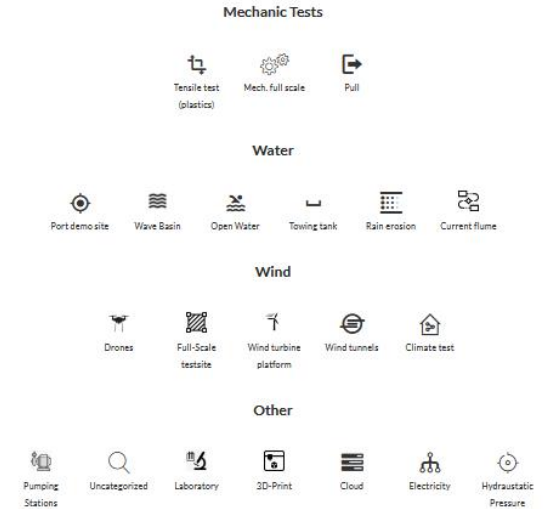 Mechanic Tests
Tensile test
(plastics)
Mech. full scale
Pull
Water
Port demo site
Wave Basin
Open Water
Towing tank
Rain erosion
Current flume
Wind
Drones
Full-Scale
testsite
Wind turbine
platform
Wind tunnels
Climate test
Other
Pumping
Stations
Uncategorized
Laboratory
3D-Print
Cloud
Electricity
Hydraustatic
Pressure